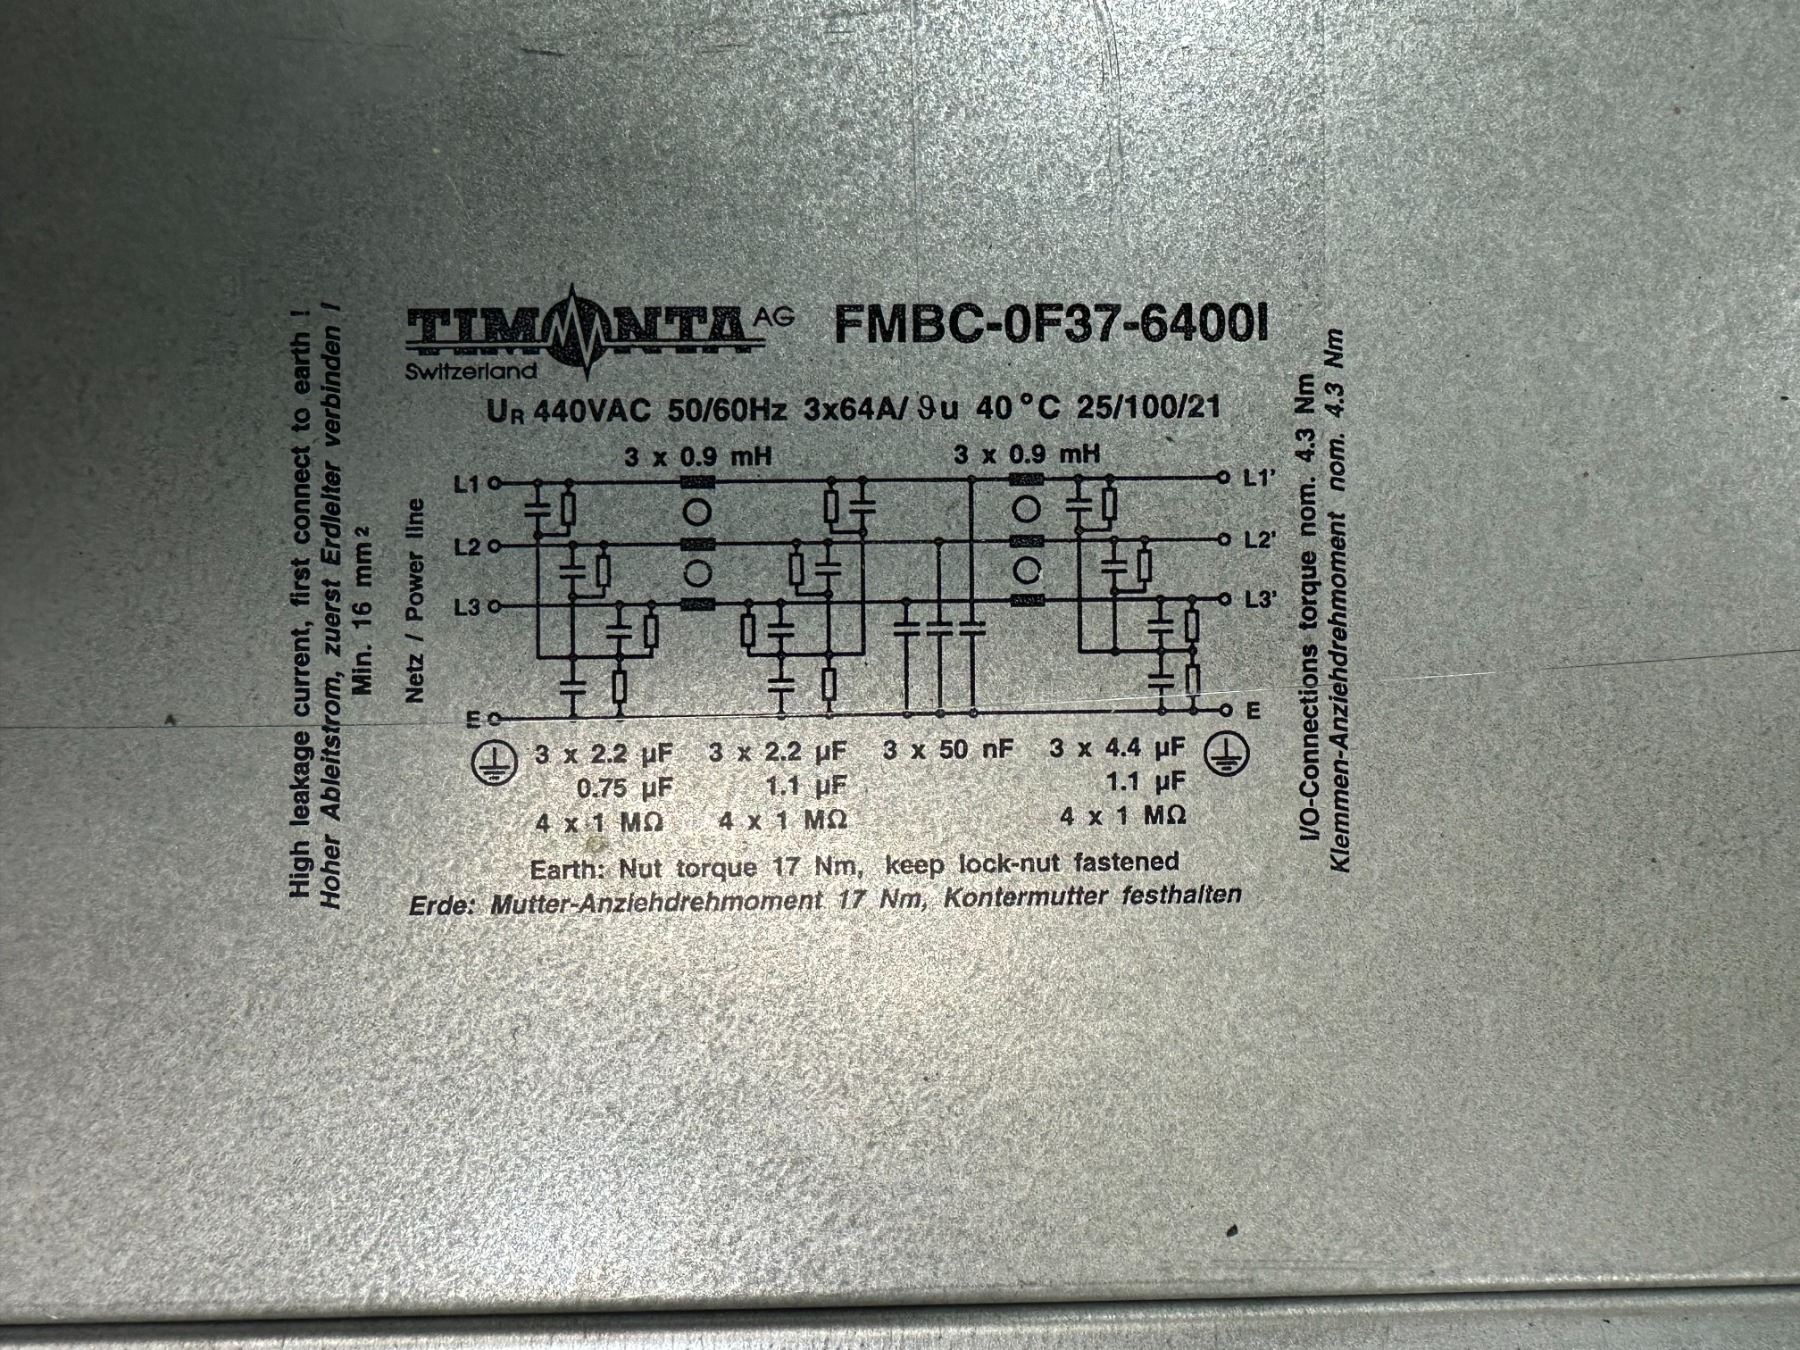 TIMONTA AG FMBC-0F37-6400I
Switzerland
UR 440VAC 50/60Hz 3x64A/ ϑu 40°C 25/100/21
3 x 0.9 mH 3 x 0.9 mH
L1 L1'
L2 L2'
L3 L3'
E E
3 x 2.2 µF 3 x 2.2 µF 3 x 50 nF 3 x 4.4 µF
0.75 µF 1.1 µF 1.1 µF
4 x 1 MΩ 4 x 1 MΩ 4 x 1 MΩ
Earth: Nut torque 17 Nm, keep lock-nut fastened
Erde: Mutter-Anziehdrehmoment 17 Nm, Kontermutter festhalten
High leakage current, first connect to earth !
Hoher Ableitstrom, zuerst Erdleiter verbinden !
Min. 16 mm²
Netz / Power line
I/O-Connections torque nom. 4.3 Nm
Klemmen-Anziehdrehmoment nom. 4.3 Nm